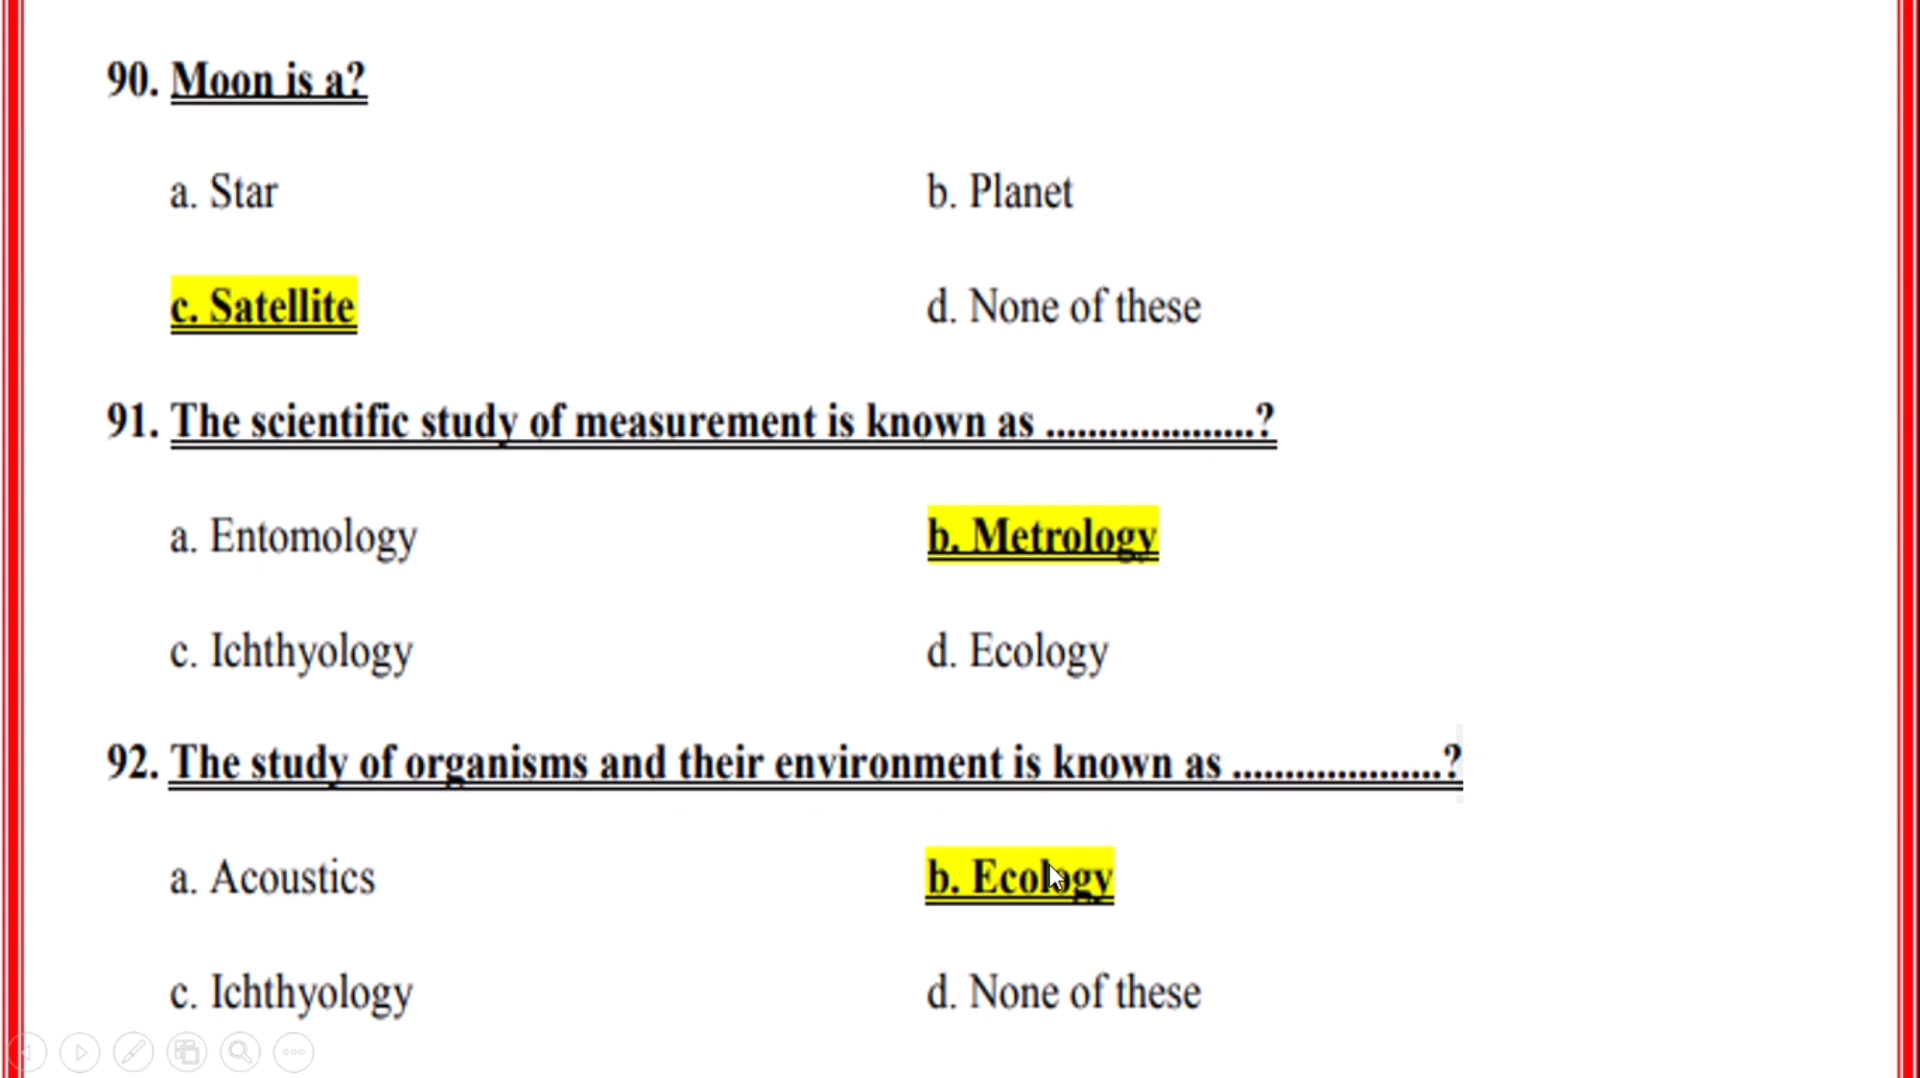 90. Moon is a?
a. Star b. Planet
c. Satellite d. None of these
91. The scientific study of measurement is known as ....................?
a. Entomology b. Metrology
c. Ichthyology d. Ecology
92. The study of organisms and their environment is known as ....................?
a. Acoustics b. Ecology
c. Ichthyology d. None of these